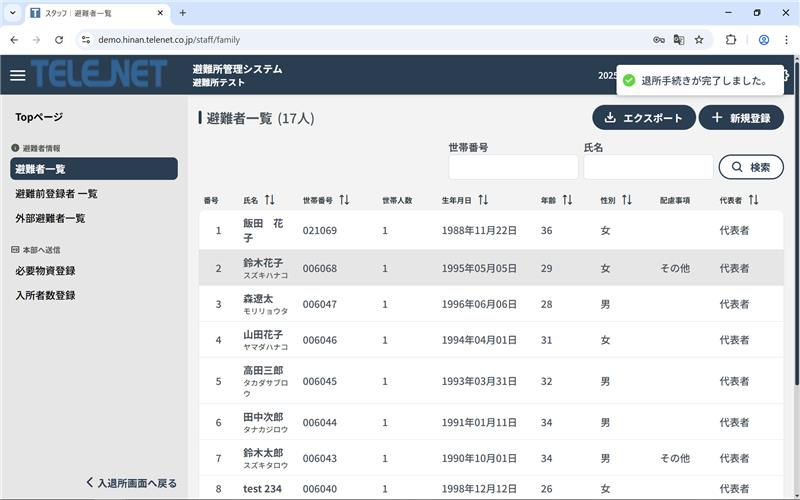 スタッフ｜避難者一覧
demo.hinan.telenet.co.jp/staff/family
TELE.NET
避難所管理システム
避難所テスト
2025
退所手続きが完了しました。
Topページ
避難者情報
避難者一覧
避難前登録者 一覧
外部避難者一覧
本部へ送信
必要物資登録
入所者数登録
入退所画面へ戻る
避難者一覧 (17人)
エクスポート
新規登録
世帯番号
氏名
検索
番号 氏名 世帯番号 世帯人数 生年月日 年齢 性別 配慮事項 代表者
1 飯田　花子 021069 1 1988年11月22日 36 女 代表者
2 鈴木花子 006068 1 1995年05月05日 29 女 その他 代表者
スズキハナコ
3 森遼太 006047 1 1996年06月06日 28 男 代表者
モリリョウタ
4 山田花子 006046 1 1994年04月01日 31 女 代表者
ヤマダハナコ
5 高田三郎 006045 1 1993年03月31日 32 男 代表者
タカダサブロウ
6 田中次郎 006044 1 1991年01月11日 34 男 代表者
タナカジロウ
7 鈴木太郎 006043 1 1990年10月01日 34 男 その他 代表者
スズキタロウ
8 test 234 006040 1 1998年12月12日 26 女 代表者